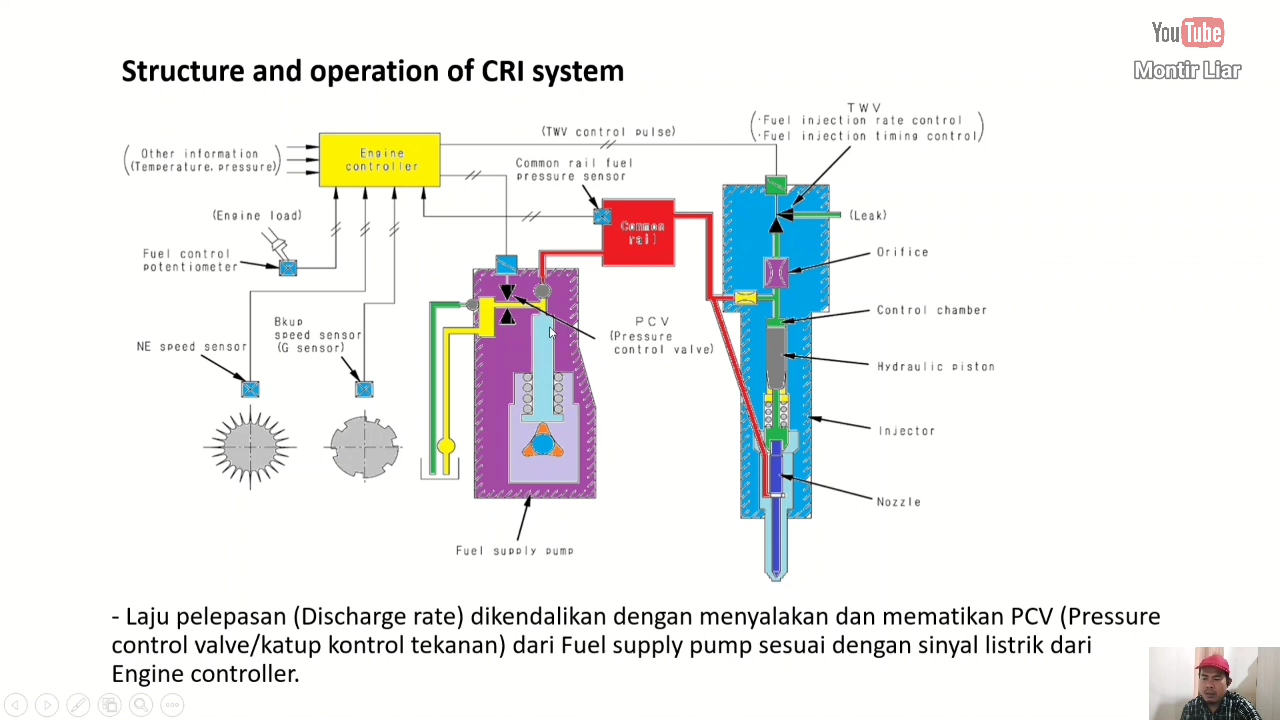 YouTube
Montir Liar
Structure and operation of CRI system
TWV
(·Fuel injection rate control
·Fuel injection timing control)
(TWV control pulse)
Common rail fuel
pressure sensor
(Other information
(Temperature, pressure)
Engine
controller
(Engine load)
Common
rail
(Leak)
Fuel control
potentiometer
Orifice
Control chamber
Bkup
speed sensor
(G sensor)
NE speed sensor
PCV
(Pressure
control valve)
Hydraulic piston
Injector
Nozzle
Fuel supply pump
- Laju pelepasan (Discharge rate) dikendalikan dengan menyalakan dan mematikan PCV (Pressure
control valve/katup kontrol tekanan) dari Fuel supply pump sesuai dengan sinyal listrik dari
Engine controller.